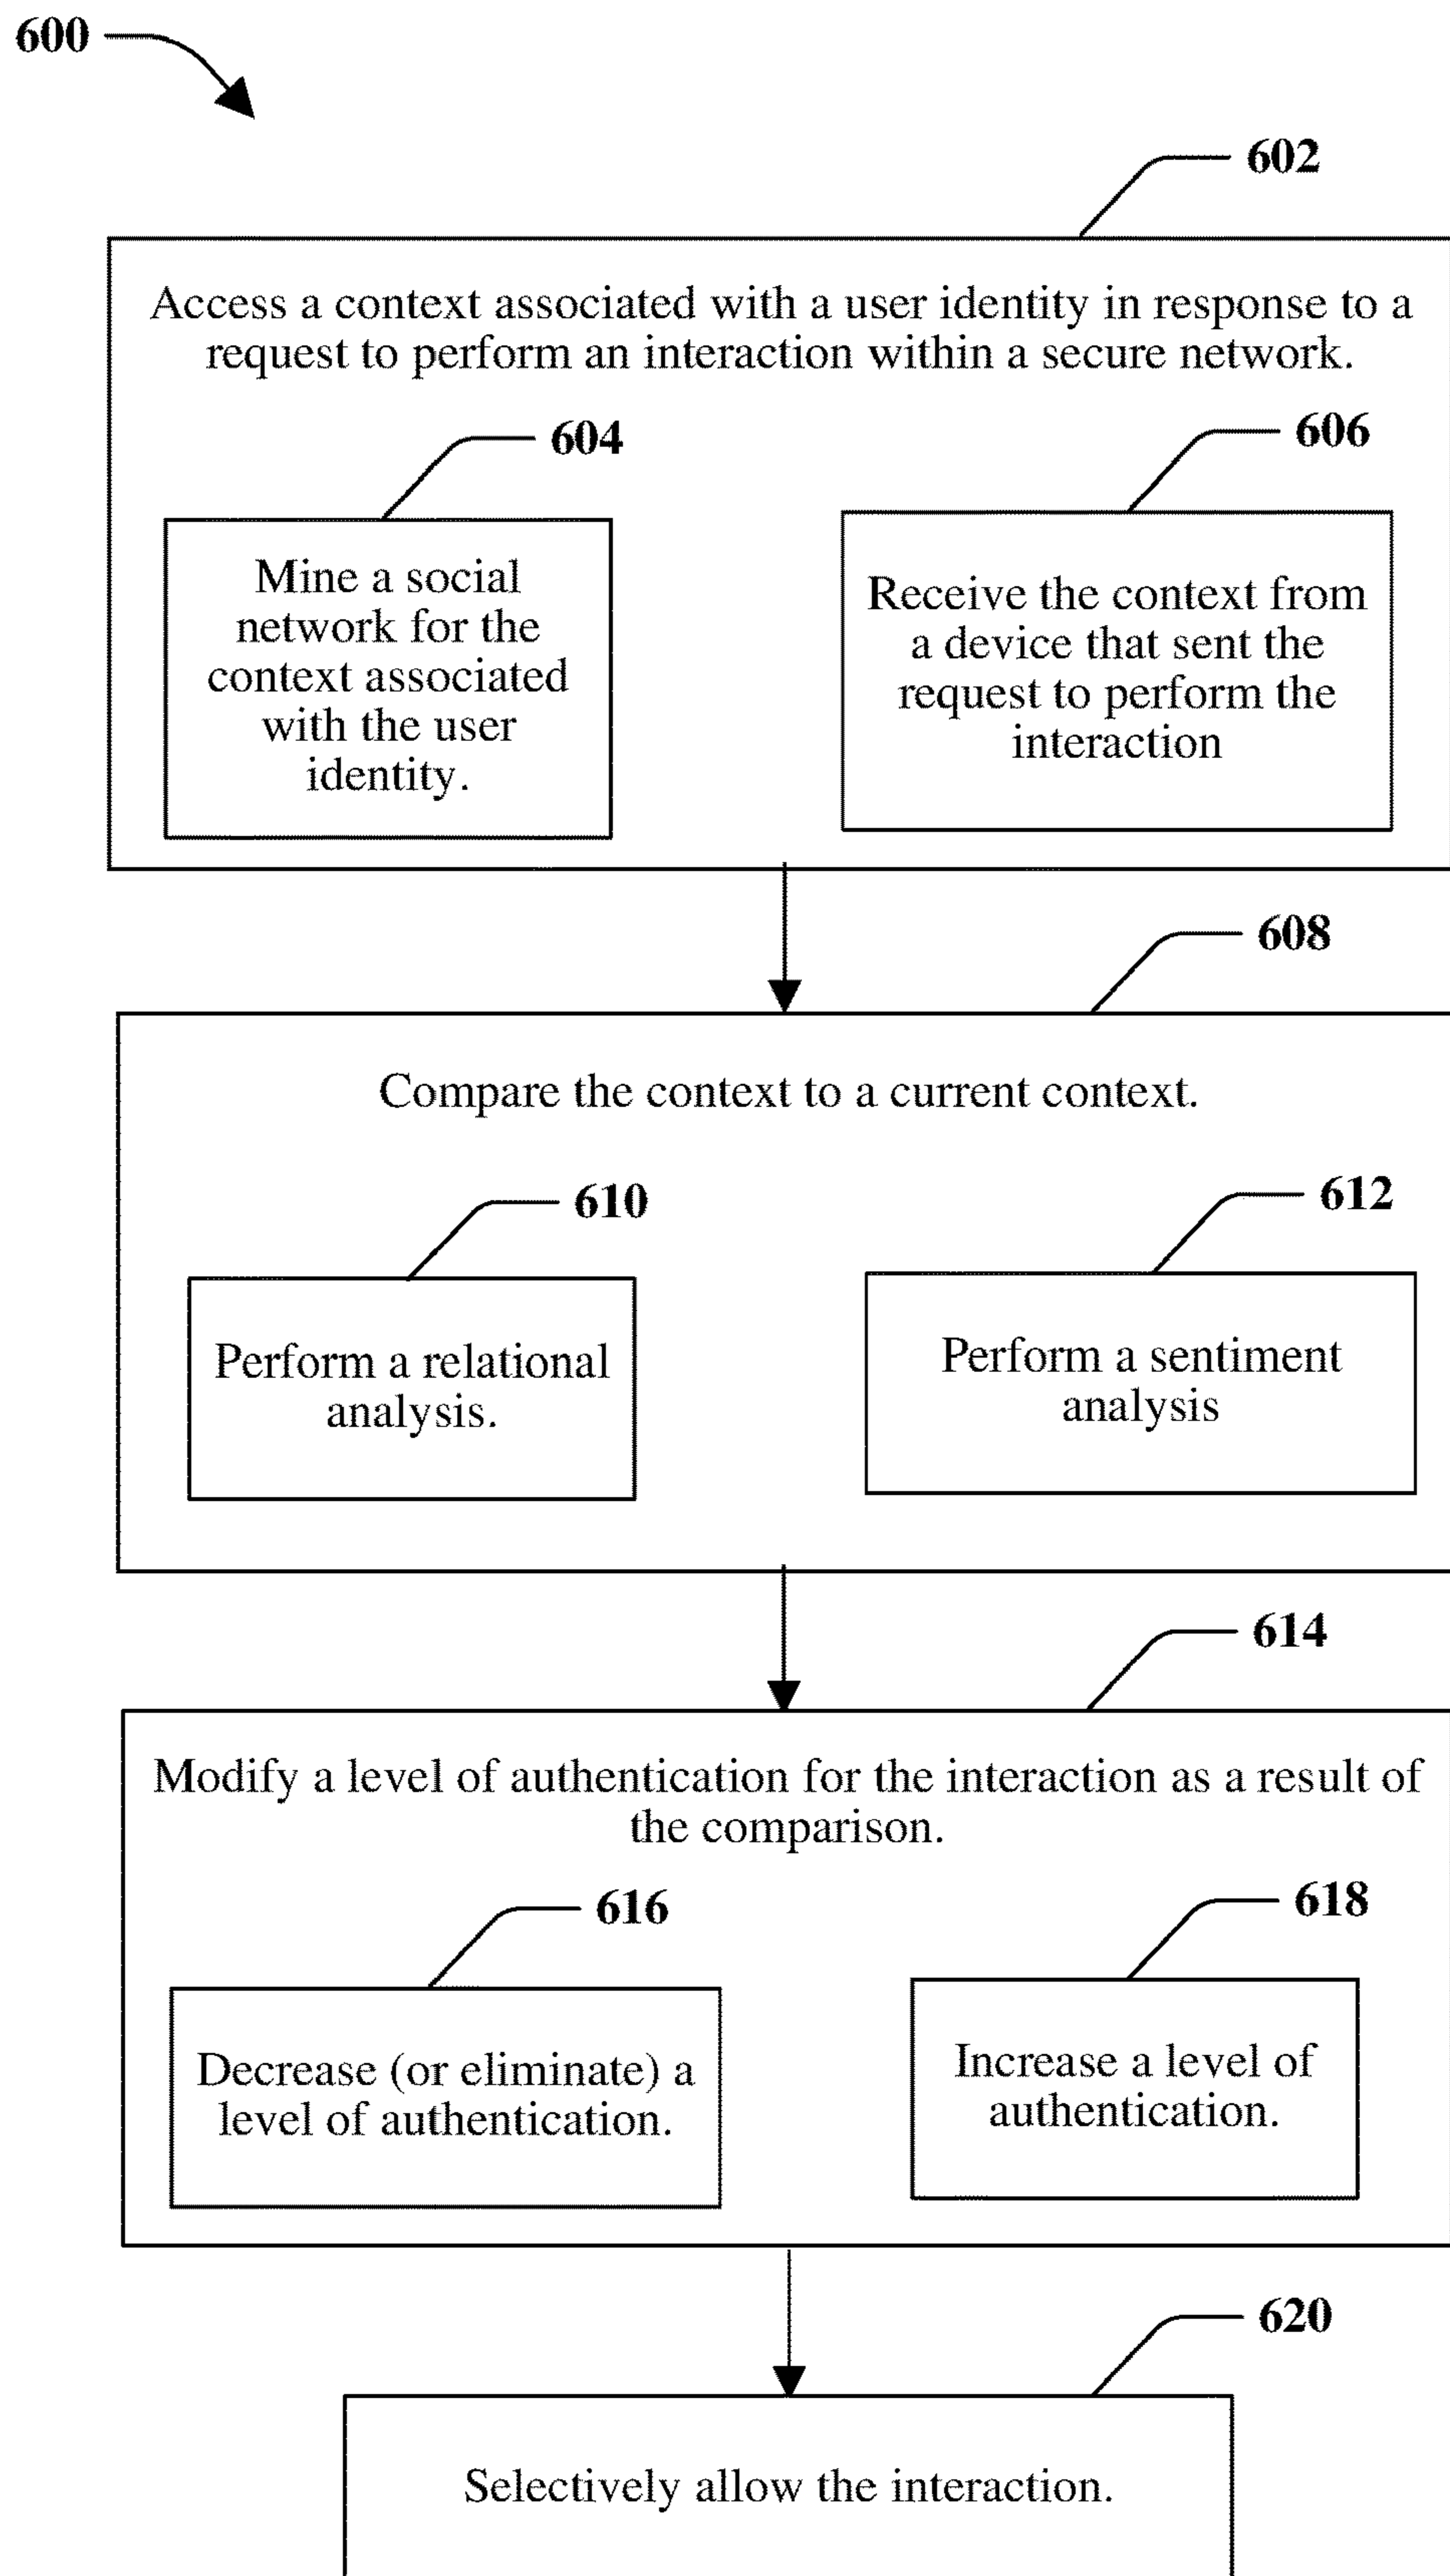 600
602
Access a context associated with a user identity in response to a
request to perform an interaction within a secure network.
604
606
Mine a social
network for the
context associated
with the user
identity.
Receive the context from
a device that sent the
request to perform the
interaction
608
Compare the context to a current context.
610
612
Perform a relational
analysis.
Perform a sentiment
analysis
614
Modify a level of authentication for the interaction as a result of
the comparison.
616
618
Decrease (or eliminate) a
level of authentication.
Increase a level of
authentication.
620
Selectively allow the interaction.